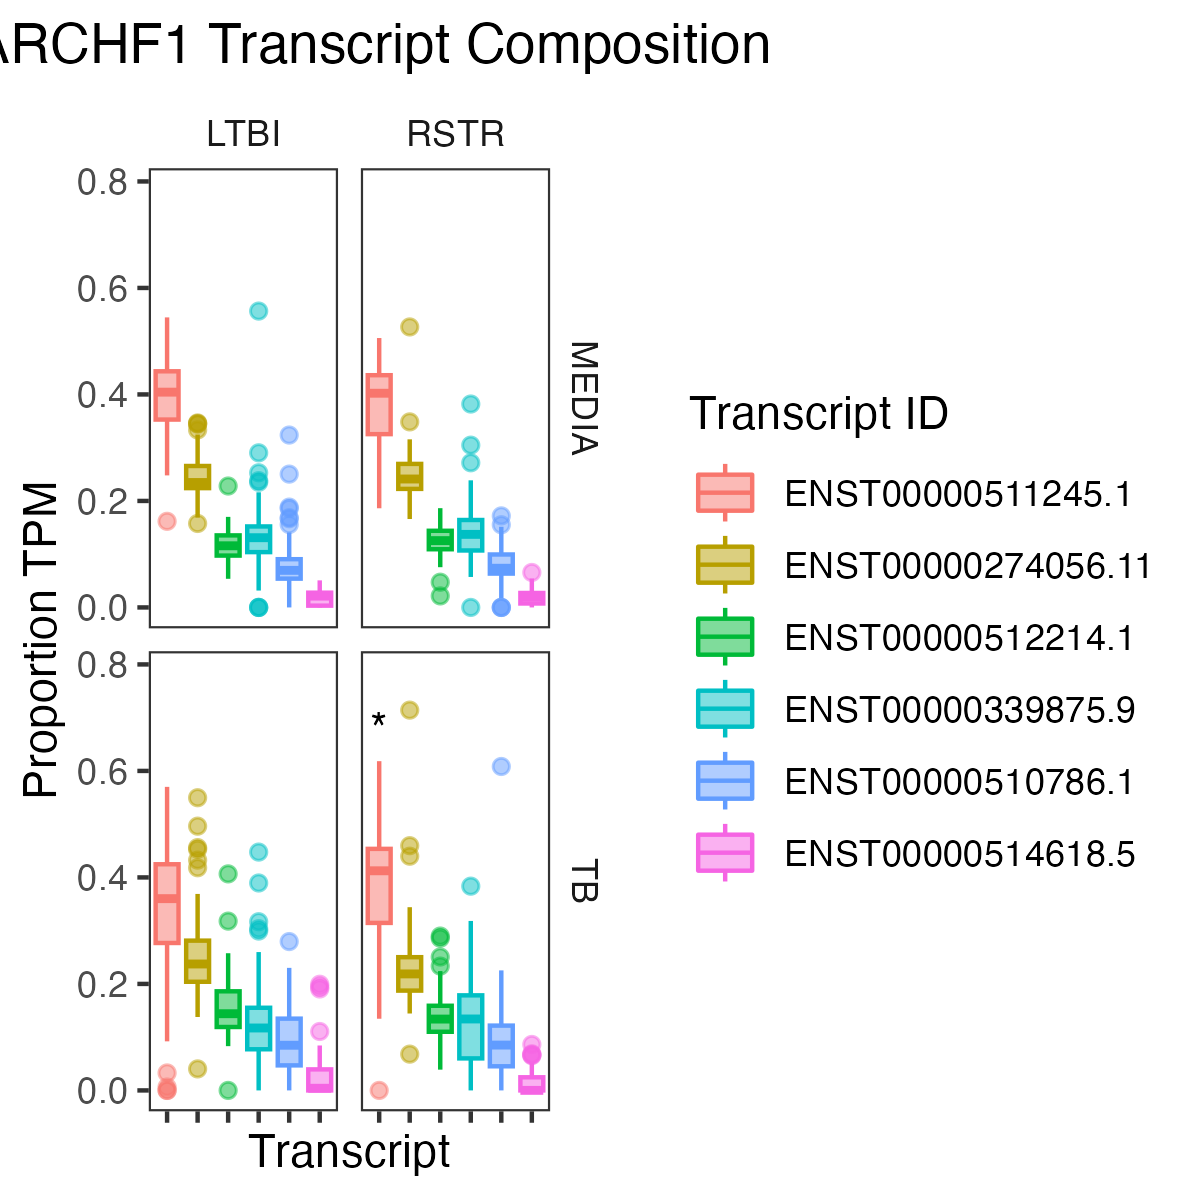 ARCHF1 Transcript Composition
LTBI
RSTR
0.8
0.6
0.4
0.2
0.0
MEDIA
0.8
0.6
0.4
0.2
0.0
*
TB
Proportion TPM
Transcript
Transcript ID
ENST00000511245.1
ENST00000274056.11
ENST00000512214.1
ENST00000339875.9
ENST00000510786.1
ENST00000514618.5